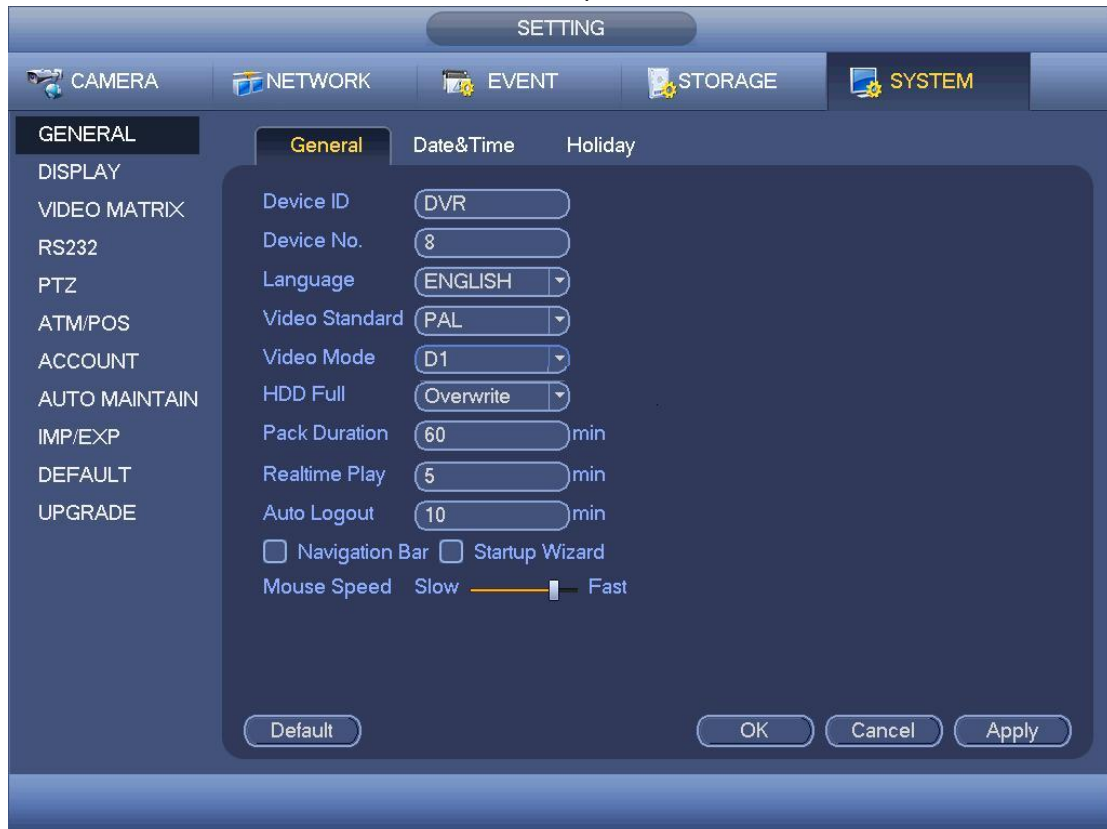 SETTING
CAMERA NETWORK EVENT STORAGE SYSTEM
GENERAL
DISPLAY
VIDEO MATRIX
RS232
PTZ
ATM/POS
ACCOUNT
AUTO MAINTAIN
IMP/EXP
DEFAULT
UPGRADE
General Date&Time Holiday
Device ID DVR
Device No. 8
Language ENGLISH
Video Standard PAL
Video Mode D1
HDD Full Overwrite
Pack Duration 60 min
Realtime Play 5 min
Auto Logout 10 min
Navigation Bar Startup Wizard
Mouse Speed Slow Fast
Default OK Cancel Apply